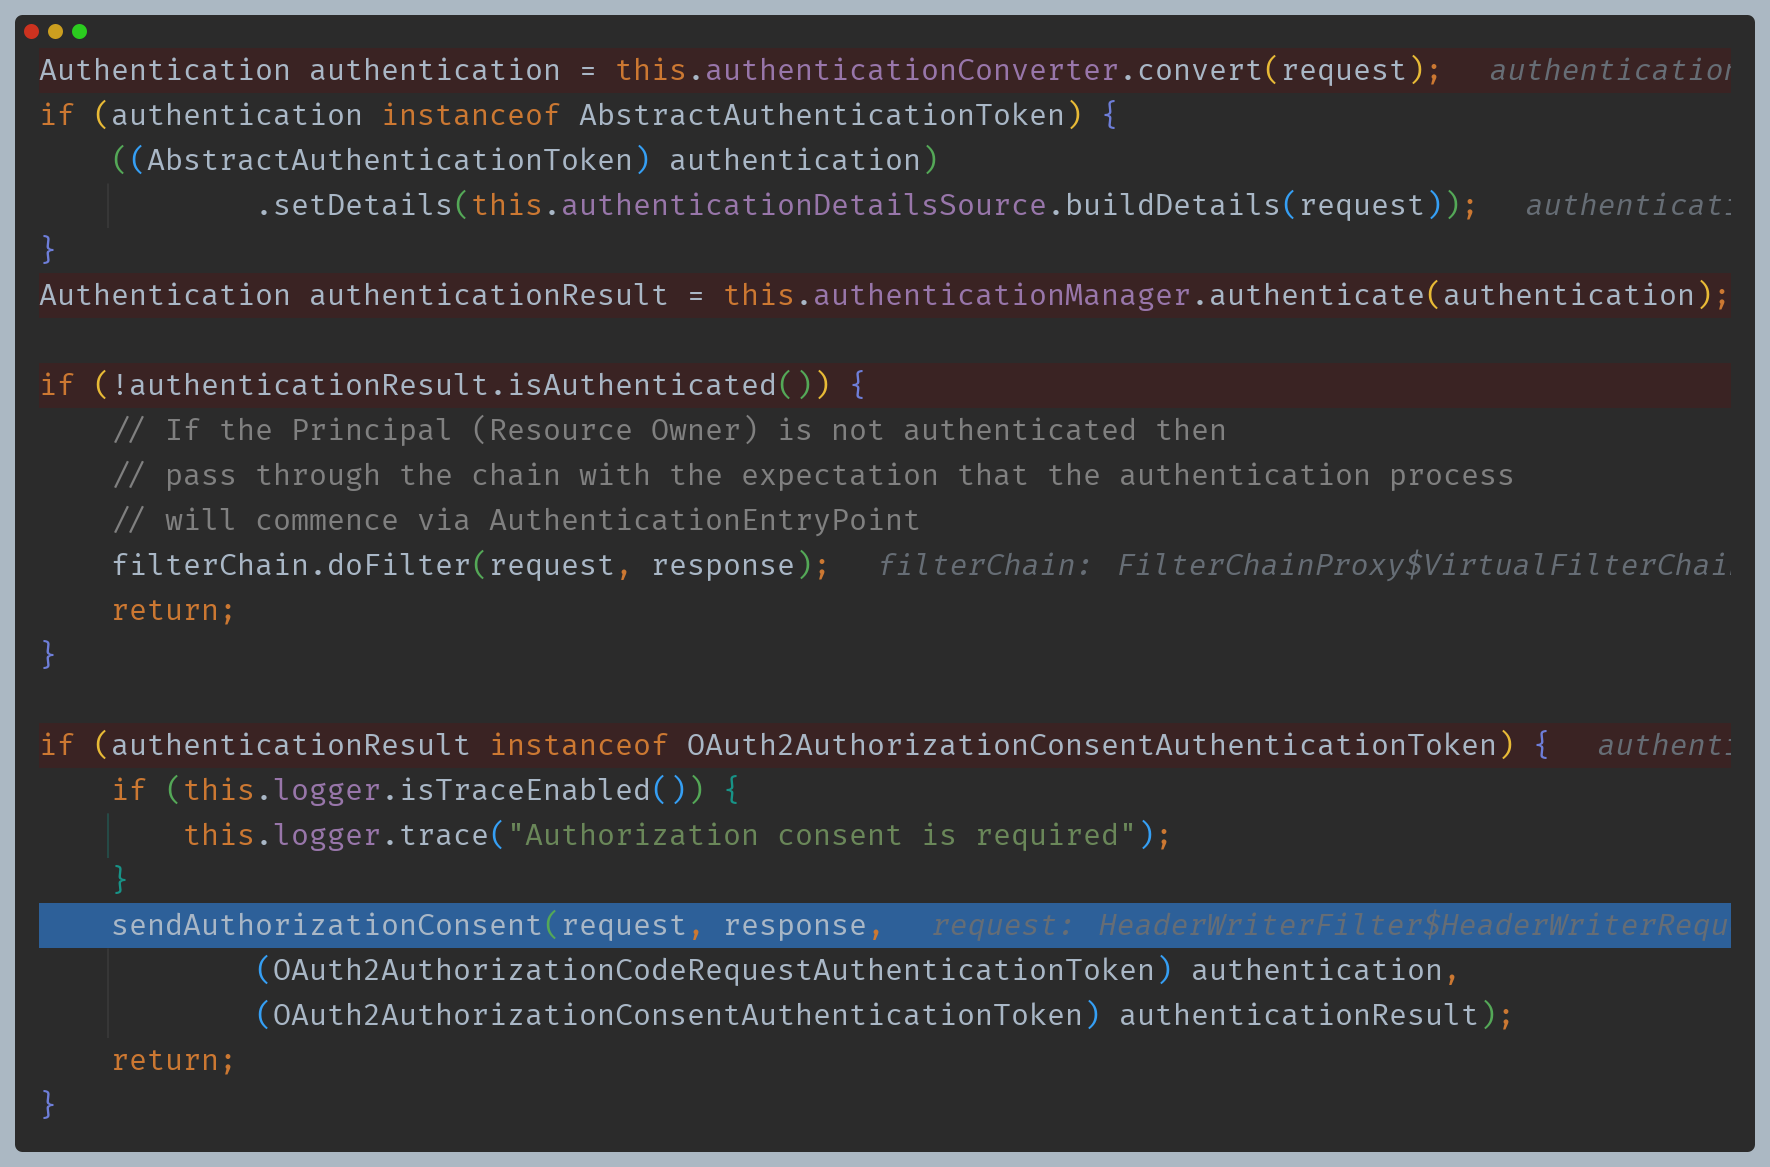 Authentication authentication = this.authenticationConverter.convert(request); authentication
if (authentication instanceof AbstractAuthenticationToken) {
((AbstractAuthenticationToken) authentication)
.setDetails(this.authenticationDetailsSource.buildDetails(request)); authenticati
}
Authentication authenticationResult = this.authenticationManager.authenticate(authentication);
if (!authenticationResult.isAuthenticated()) {
// If the Principal (Resource Owner) is not authenticated then
// pass through the chain with the expectation that the authentication process
// will commence via AuthenticationEntryPoint
filterChain.doFilter(request, response); filterChain: FilterChainProxy$VirtualFilterChai
return;
}
if (authenticationResult instanceof OAuth2AuthorizationConsentAuthenticationToken) { authenti
if (this.logger.isTraceEnabled()) {
this.logger.trace("Authorization consent is required");
}
sendAuthorizationConsent(request, response, request: HeaderWriterFilter$HeaderWriterRequ
(OAuth2AuthorizationCodeRequestAuthenticationToken) authentication,
(OAuth2AuthorizationConsentAuthenticationToken) authenticationResult);
return;
}